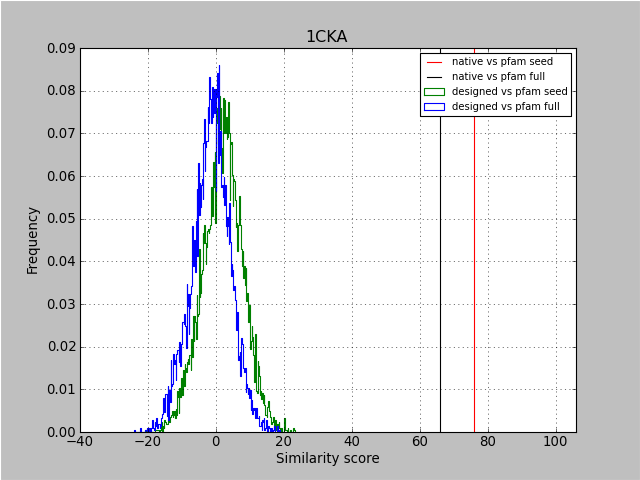 1CKA
0.09
0.08
0.07
0.06
0.05
0.04
0.03
0.02
0.01
0.00
Frequency
native vs pfam seed
native vs pfam full
designed vs pfam seed
designed vs pfam full
−40 −20 0 20 40 60 80 100
Similarity score